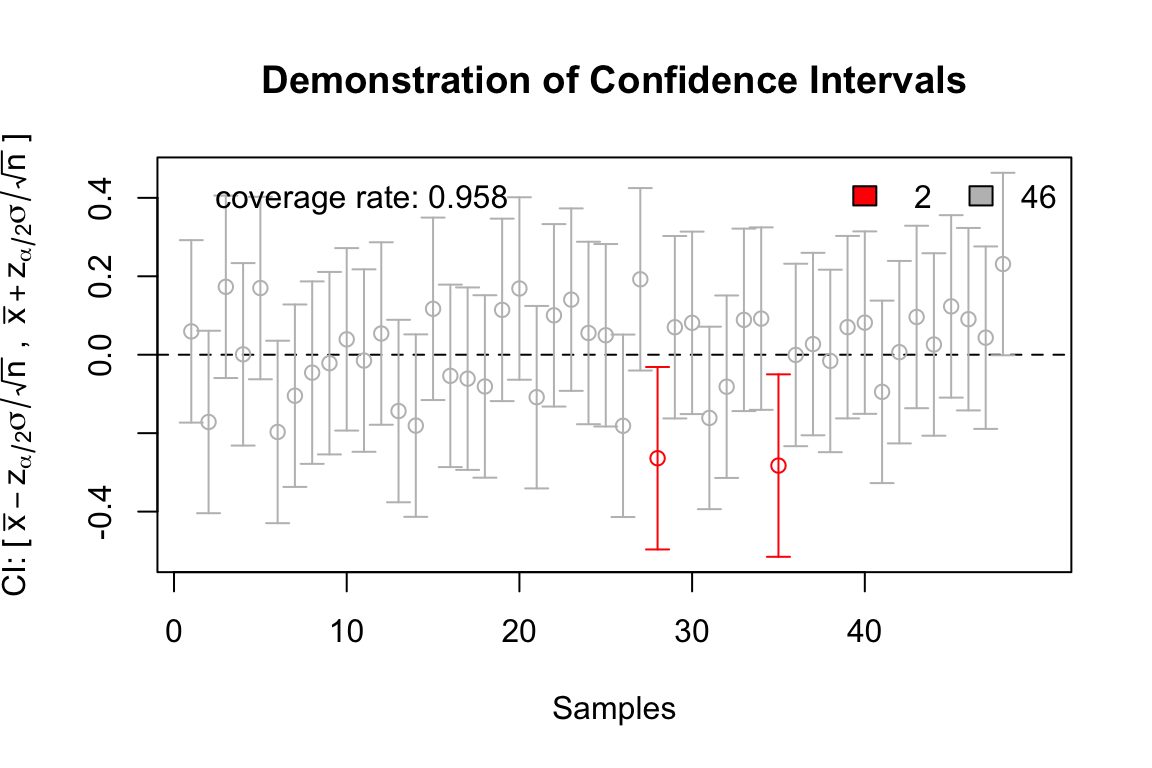 Demonstration of Confidence Intervals
CI: [ x̅ − zα/2σ/√n , x̅ + zα/2σ/√n ]
coverage rate: 0.958
2
46
0.4
0.2
0.0
-0.4
0
10
20
30
40
Samples